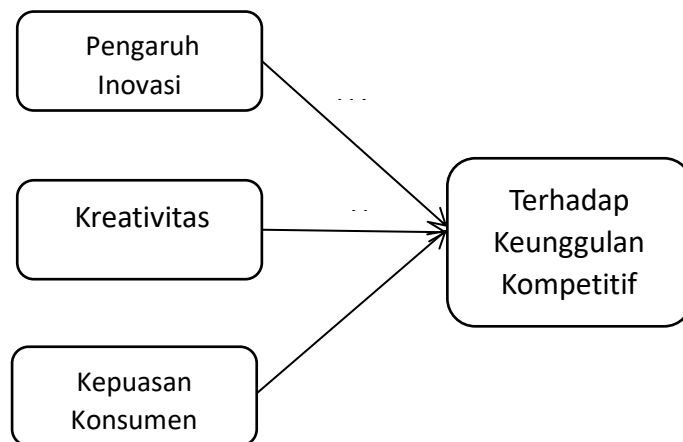 Pengaruh
Inovasi
Kreativitas
Kepuasan
Konsumen
Terhadap
Keunggulan
Kompetitif